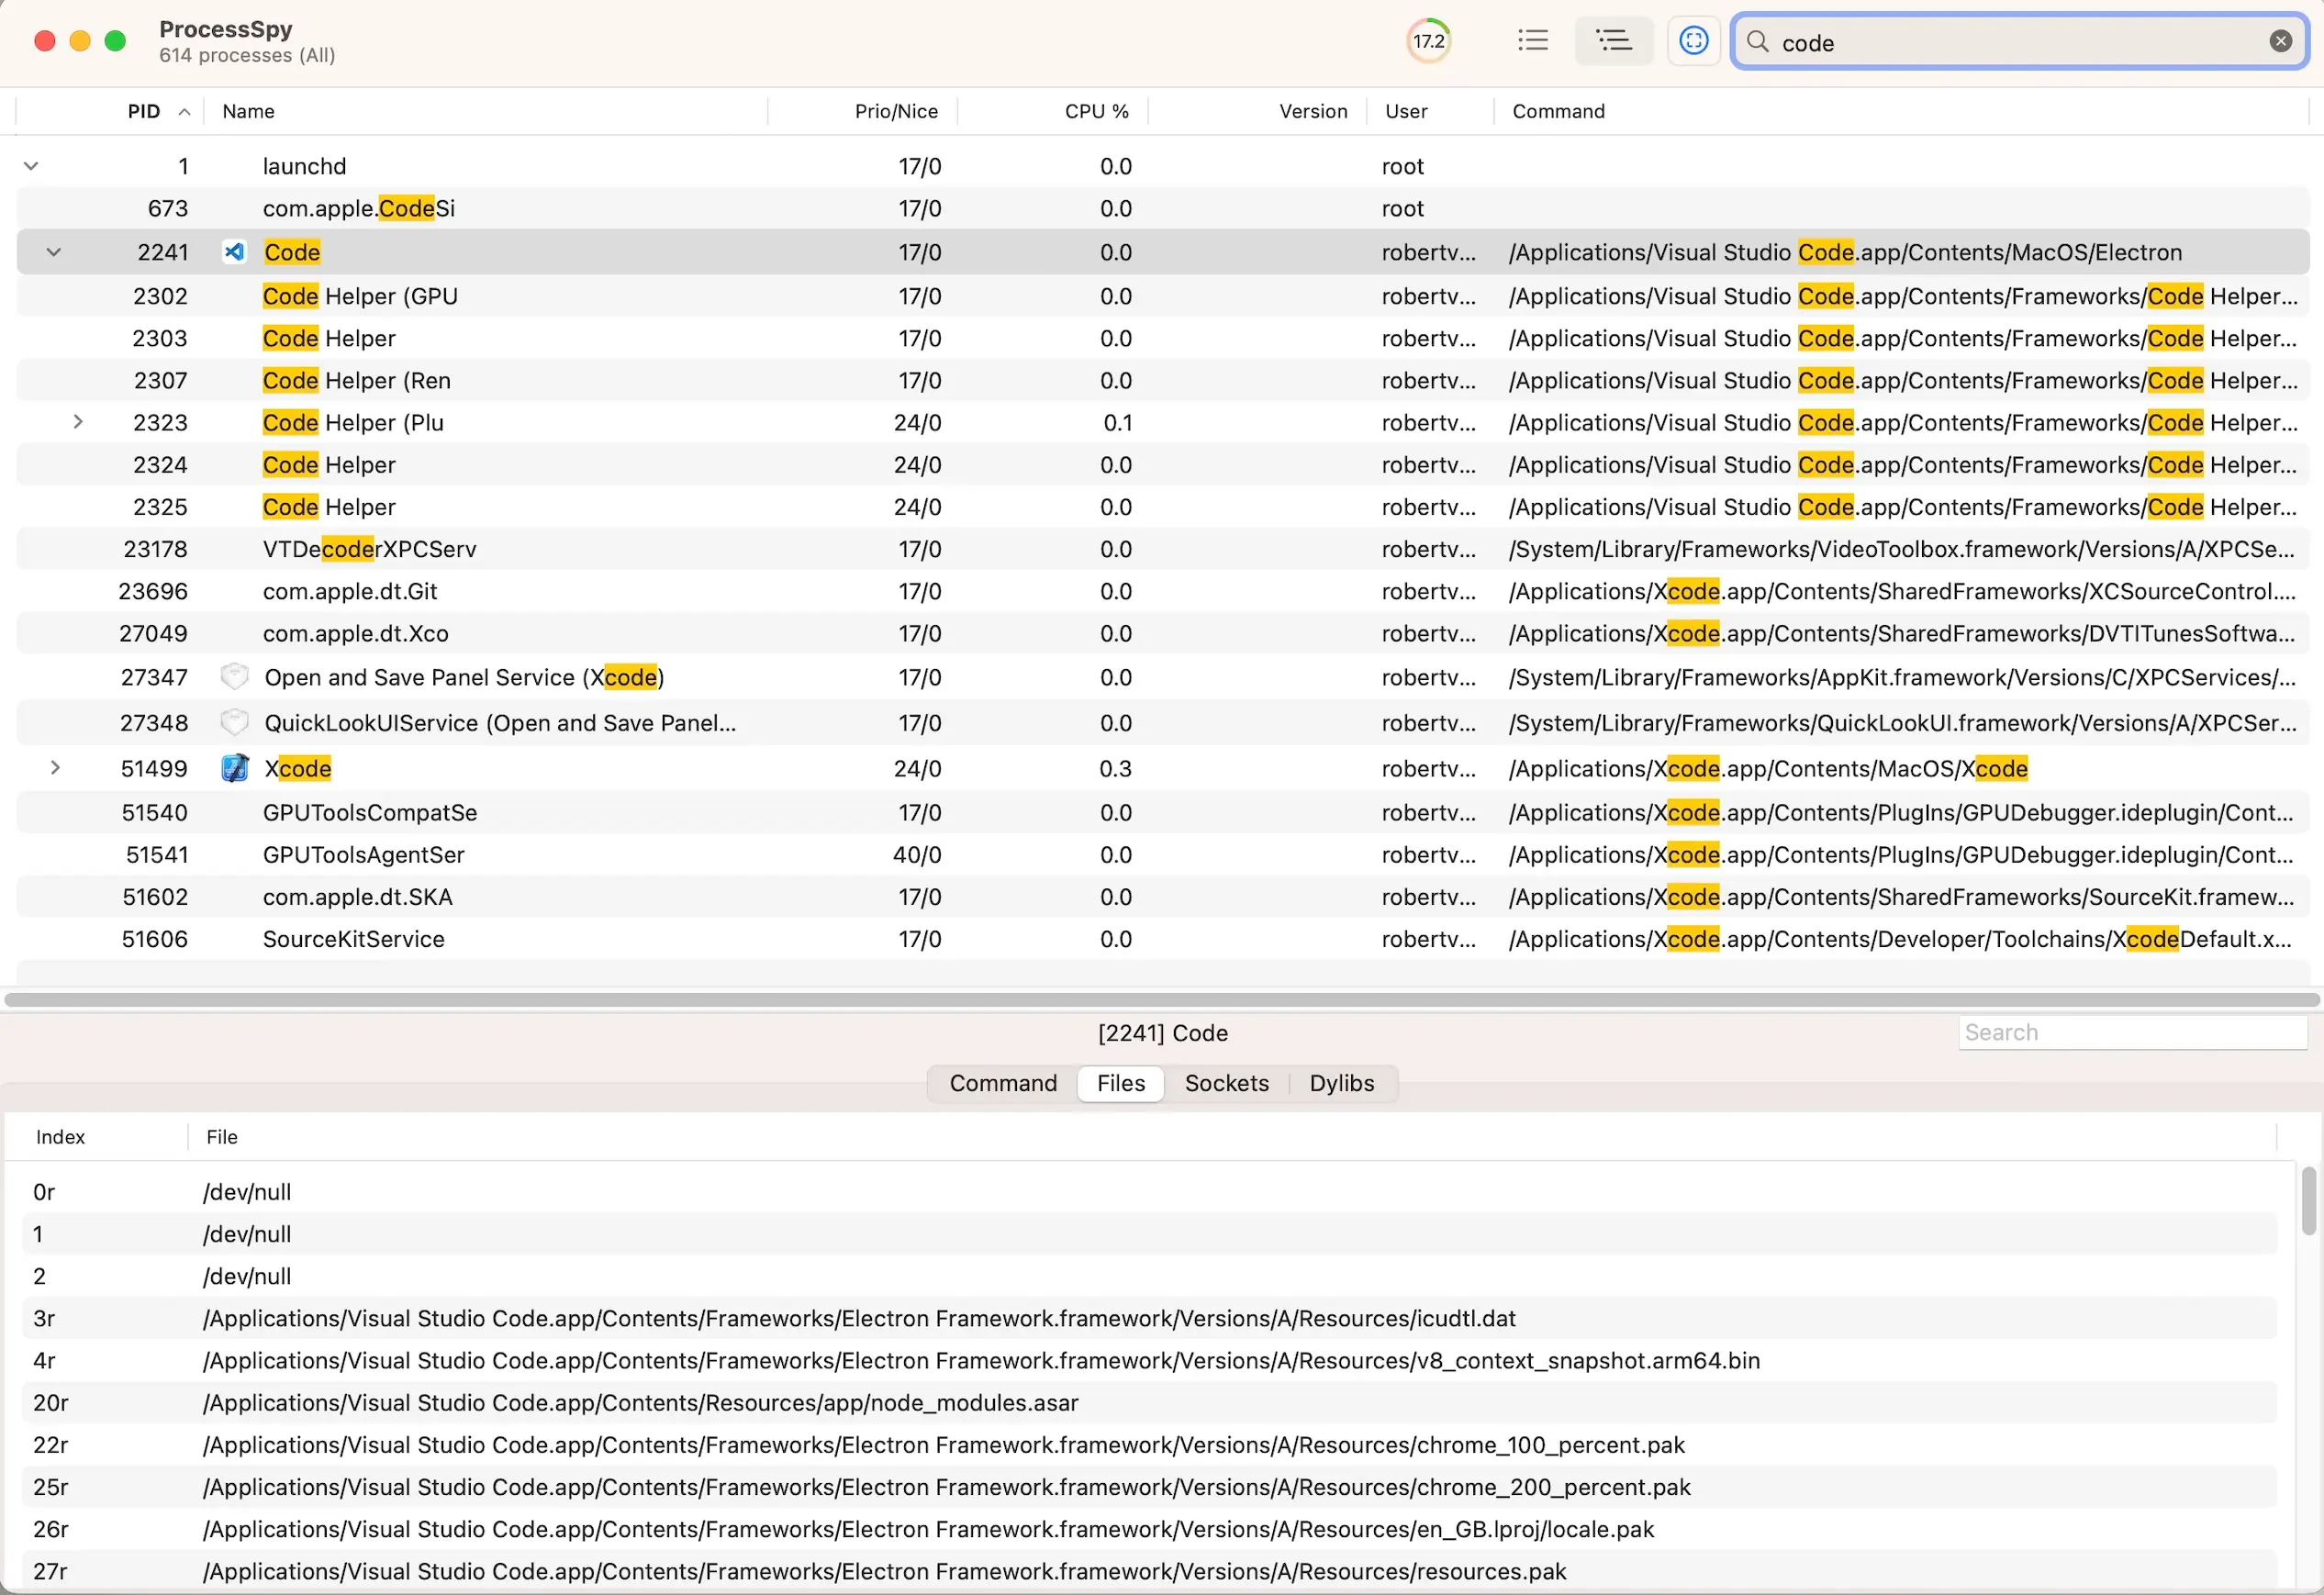 ProcessSpy
614 processes (All)
17.2
code
PID Name Prio/Nice CPU % Version User Command
1 launchd 17/0 0.0 root
673 com.apple.CodeSi 17/0 0.0 root
2241 Code 17/0 0.0 robertv... /Applications/Visual Studio Code.app/Contents/MacOS/Electron
2302 Code Helper (GPU 17/0 0.0 robertv... /Applications/Visual Studio Code.app/Contents/Frameworks/Code Helper...
2303 Code Helper 17/0 0.0 robertv... /Applications/Visual Studio Code.app/Contents/Frameworks/Code Helper...
2307 Code Helper (Ren 17/0 0.0 robertv... /Applications/Visual Studio Code.app/Contents/Frameworks/Code Helper...
2323 Code Helper (Plu 24/0 0.1 robertv... /Applications/Visual Studio Code.app/Contents/Frameworks/Code Helper...
2324 Code Helper 24/0 0.0 robertv... /Applications/Visual Studio Code.app/Contents/Frameworks/Code Helper...
2325 Code Helper 24/0 0.0 robertv... /Applications/Visual Studio Code.app/Contents/Frameworks/Code Helper...
23178 VTDecoderXPCServ 17/0 0.0 robertv... /System/Library/Frameworks/VideoToolbox.framework/Versions/A/XPCSe...
23696 com.apple.dt.Git 17/0 0.0 robertv... /Applications/Xcode.app/Contents/SharedFrameworks/XCSourceControl....
27049 com.apple.dt.Xco 17/0 0.0 robertv... /Applications/Xcode.app/Contents/SharedFrameworks/DVTITunesSoftwa...
27347 Open and Save Panel Service (Xcode) 17/0 0.0 robertv... /System/Library/Frameworks/AppKit.framework/Versions/C/XPCServices/...
27348 QuickLookUIService (Open and Save Panel... 17/0 0.0 robertv... /System/Library/Frameworks/QuickLookUI.framework/Versions/A/XPCSer...
51499 Xcode 24/0 0.3 robertv... /Applications/Xcode.app/Contents/MacOS/Xcode
51540 GPUToolsCompatSe 17/0 0.0 robertv... /Applications/Xcode.app/Contents/PlugIns/GPUDebugger.ideplugin/Cont...
51541 GPUToolsAgentSer 40/0 0.0 robertv... /Applications/Xcode.app/Contents/PlugIns/GPUDebugger.ideplugin/Cont...
51602 com.apple.dt.SKA 17/0 0.0 robertv... /Applications/Xcode.app/Contents/SharedFrameworks/SourceKit.framew...
51606 SourceKitService 17/0 0.0 robertv... /Applications/Xcode.app/Contents/Developer/Toolchains/XcodeDefault.x...
[2241] Code Search
Command Files Sockets Dylibs
Index File
0r /dev/null
1 /dev/null
2 /dev/null
3r /Applications/Visual Studio Code.app/Contents/Frameworks/Electron Framework.framework/Versions/A/Resources/icudtl.dat
4r /Applications/Visual Studio Code.app/Contents/Frameworks/Electron Framework.framework/Versions/A/Resources/v8_context_snapshot.arm64.bin
20r /Applications/Visual Studio Code.app/Contents/Resources/app/node_modules.asar
22r /Applications/Visual Studio Code.app/Contents/Frameworks/Electron Framework.framework/Versions/A/Resources/chrome_100_percent.pak
25r /Applications/Visual Studio Code.app/Contents/Frameworks/Electron Framework.framework/Versions/A/Resources/chrome_200_percent.pak
26r /Applications/Visual Studio Code.app/Contents/Frameworks/Electron Framework.framework/Versions/A/Resources/en_GB.lproj/locale.pak
27r /Applications/Visual Studio Code.app/Contents/Frameworks/Electron Framework.framework/Versions/A/Resources/resources.pak